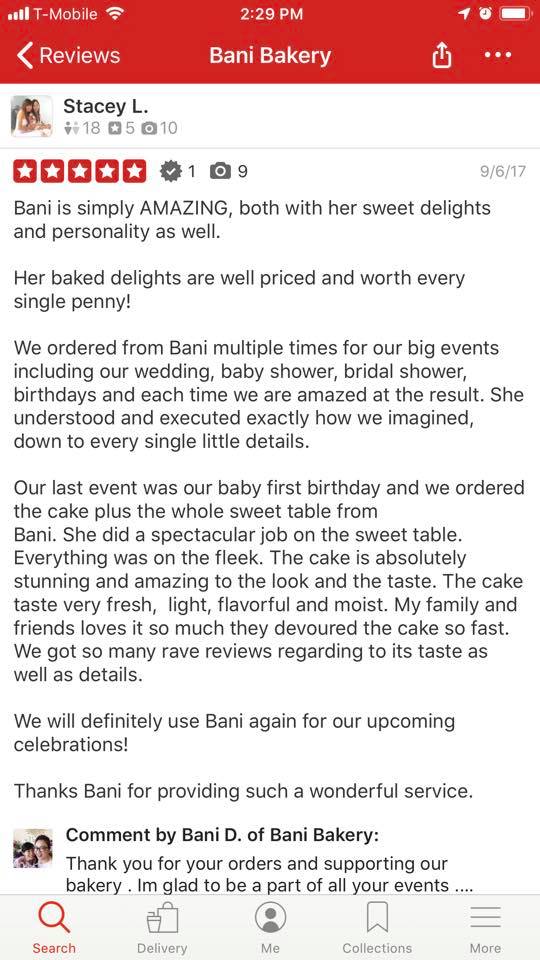 T-Mobile 2:29 PM
Reviews Bani Bakery
Stacey L.
18 5 10
1 9 9/6/17
Bani is simply AMAZING, both with her sweet delights
and personality as well.
Her baked delights are well priced and worth every
single penny!
We ordered from Bani multiple times for our big events
including our wedding, baby shower, bridal shower,
birthdays and each time we are amazed at the result. She
understood and executed exactly how we imagined,
down to every single little details.
Our last event was our baby first birthday and we ordered
the cake plus the whole sweet table from
Bani. She did a spectacular job on the sweet table.
Everything was on the fleek. The cake is absolutely
stunning and amazing to the look and the taste. The cake
taste very fresh,  light, flavorful and moist. My family and
friends loves it so much they devoured the cake so fast.
We got so many rave reviews regarding to its taste as
well as details.
We will definitely use Bani again for our upcoming
celebrations!
Thanks Bani for providing such a wonderful service.
Comment by Bani D. of Bani Bakery:
Thank you for your orders and supporting our
bakery . Im glad to be a part of all your events ....
Search Delivery Me Collections More